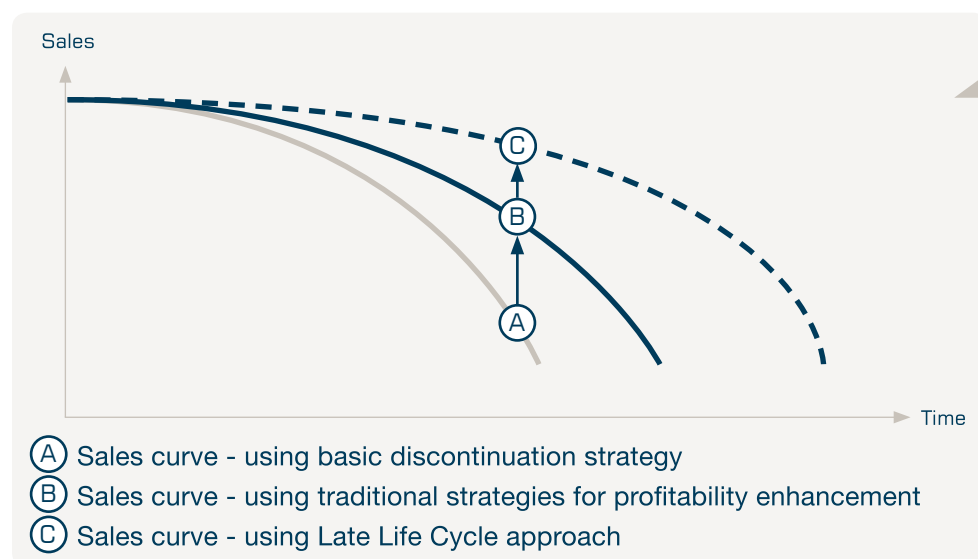 Sales
C
B
A
Time
A Sales curve - using basic discontinuation strategy
B Sales curve - using traditional strategies for profitability enhancement
C Sales curve - using Late Life Cycle approach